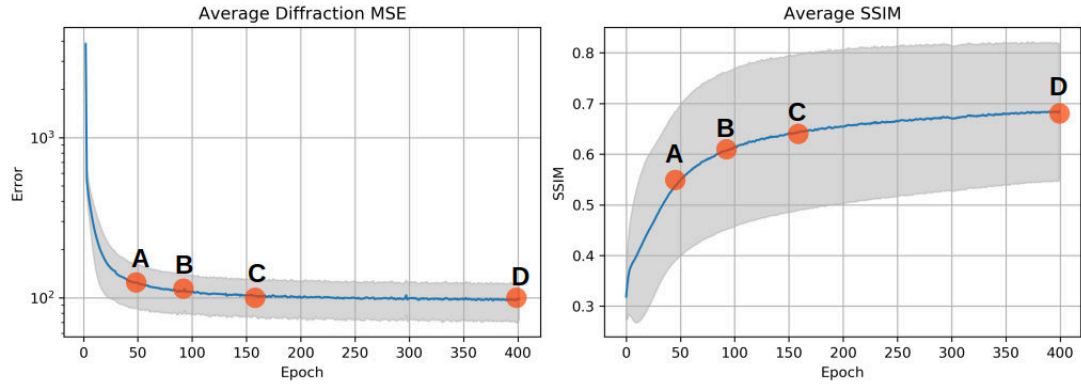 Average Diffraction MSE
10³
10²
Error
A
B
C
D
0 50 100 150 200 250 300 350 400
Epoch
Average SSIM
0.8
0.7
0.6
0.5
0.4
0.3
SSIM
A
B
C
D
0 50 100 150 200 250 300 350 400
Epoch